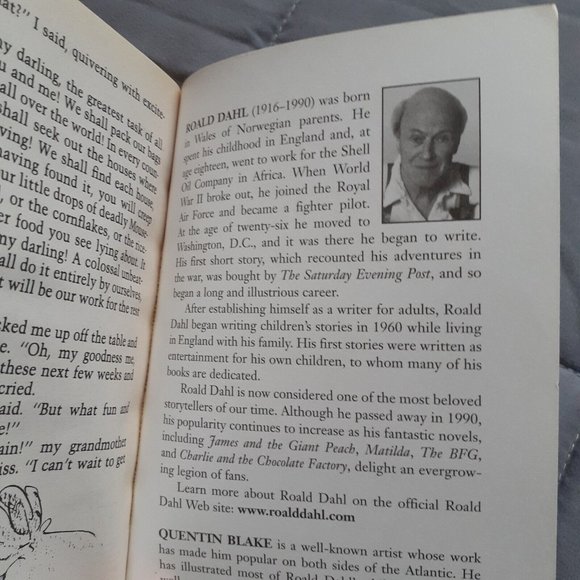 at?" I said, quivering with excite-
my darling, the greatest task of all
u and me! We shall pack our bags
all over the world! In every coun-
shall seek out the houses where
ving! We shall find each house
having found it, you will creep
our little drops of deadly Mouse-
, or the cornflakes, or the rice-
er food you see lying about. It
my darling! A colossal unbeat-
all do it entirely by ourselves,
t will be our work for the rest
cked me up off the table and
e. "Oh, my goodness me,
these next few weeks and
cried.
aid. "But what fun and
e!"
ain!" my grandmother
iss. "I can't wait to get
ROALD DAHL (1916–1990) was born
in Wales of Norwegian parents. He
spent his childhood in England and, at
age eighteen, went to work for the Shell
Oil Company in Africa. When World
War II broke out, he joined the Royal
Air Force and became a fighter pilot.
At the age of twenty-six he moved to
Washington, D.C., and it was there he began to write.
His first short story, which recounted his adventures in
the war, was bought by The Saturday Evening Post, and so
began a long and illustrious career.
After establishing himself as a writer for adults, Roald
Dahl began writing children's stories in 1960 while living
in England with his family. His first stories were written as
entertainment for his own children, to whom many of his
books are dedicated.
Roald Dahl is now considered one of the most beloved
storytellers of our time. Although he passed away in 1990,
his popularity continues to increase as his fantastic novels,
including James and the Giant Peach, Matilda, The BFG,
and Charlie and the Chocolate Factory, delight an evergrow-
ing legion of fans.
Learn more about Roald Dahl on the official Roald
Dahl Web site: www.roalddahl.com
QUENTIN BLAKE is a well-known artist whose work
has made him popular on both sides of the Atlantic. He
has illustrated most of Roald Dahl's